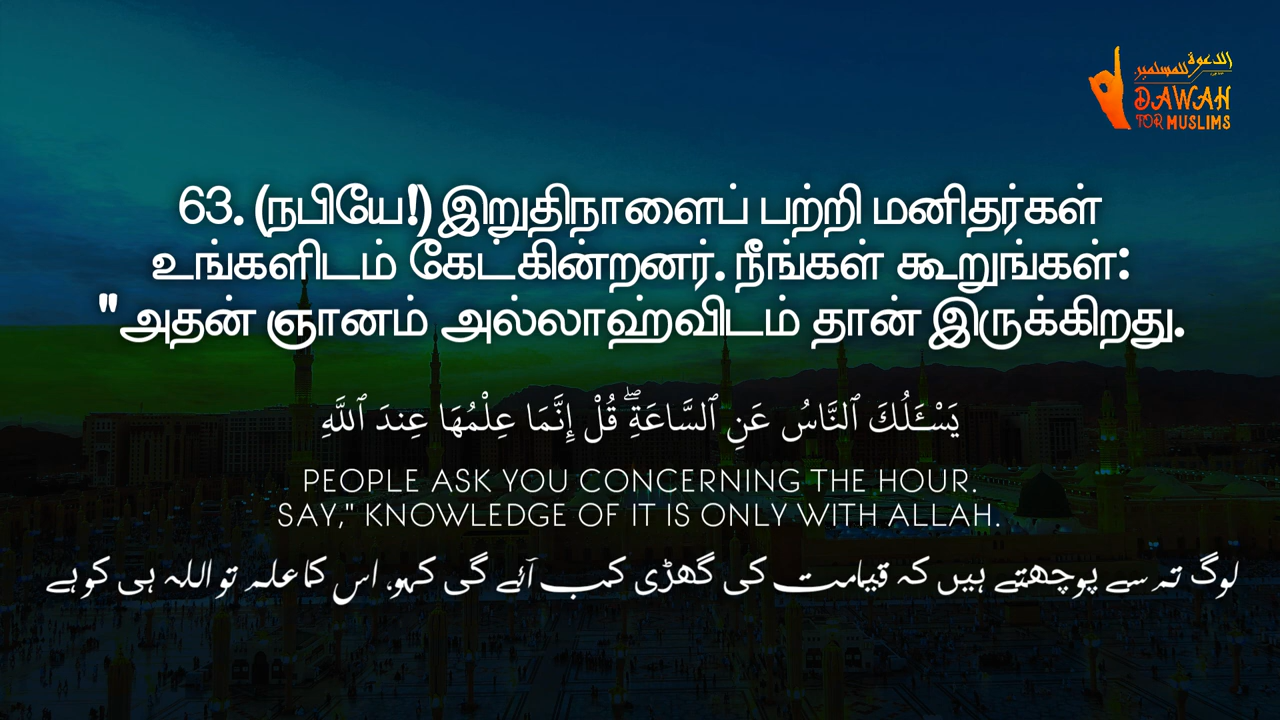 الدعوة للمسلمين
DAWAH
FOR MUSLIMS
63. (நபியே!) இறுதிநாளைப் பற்றி மனிதர்கள்
உங்களிடம் கேட்கின்றனர். நீங்கள் கூறுங்கள்:
"அதன் ஞானம் அல்லாஹ்விடம் தான் இருக்கிறது.
يَسْـَٔلُكَ ٱلنَّاسُ عَنِ ٱلسَّاعَةِ ۖ قُلْ إِنَّمَا عِلْمُهَا عِندَ ٱللَّهِ
PEOPLE ASK YOU CONCERNING THE HOUR.
SAY," KNOWLEDGE OF IT IS ONLY WITH ALLAH.
لوگ تم سے پوچھتے ہیں کہ قیامت کی گھڑی کب آئے گی کہو، اس کا علم تو اللہ ہی کو ہے